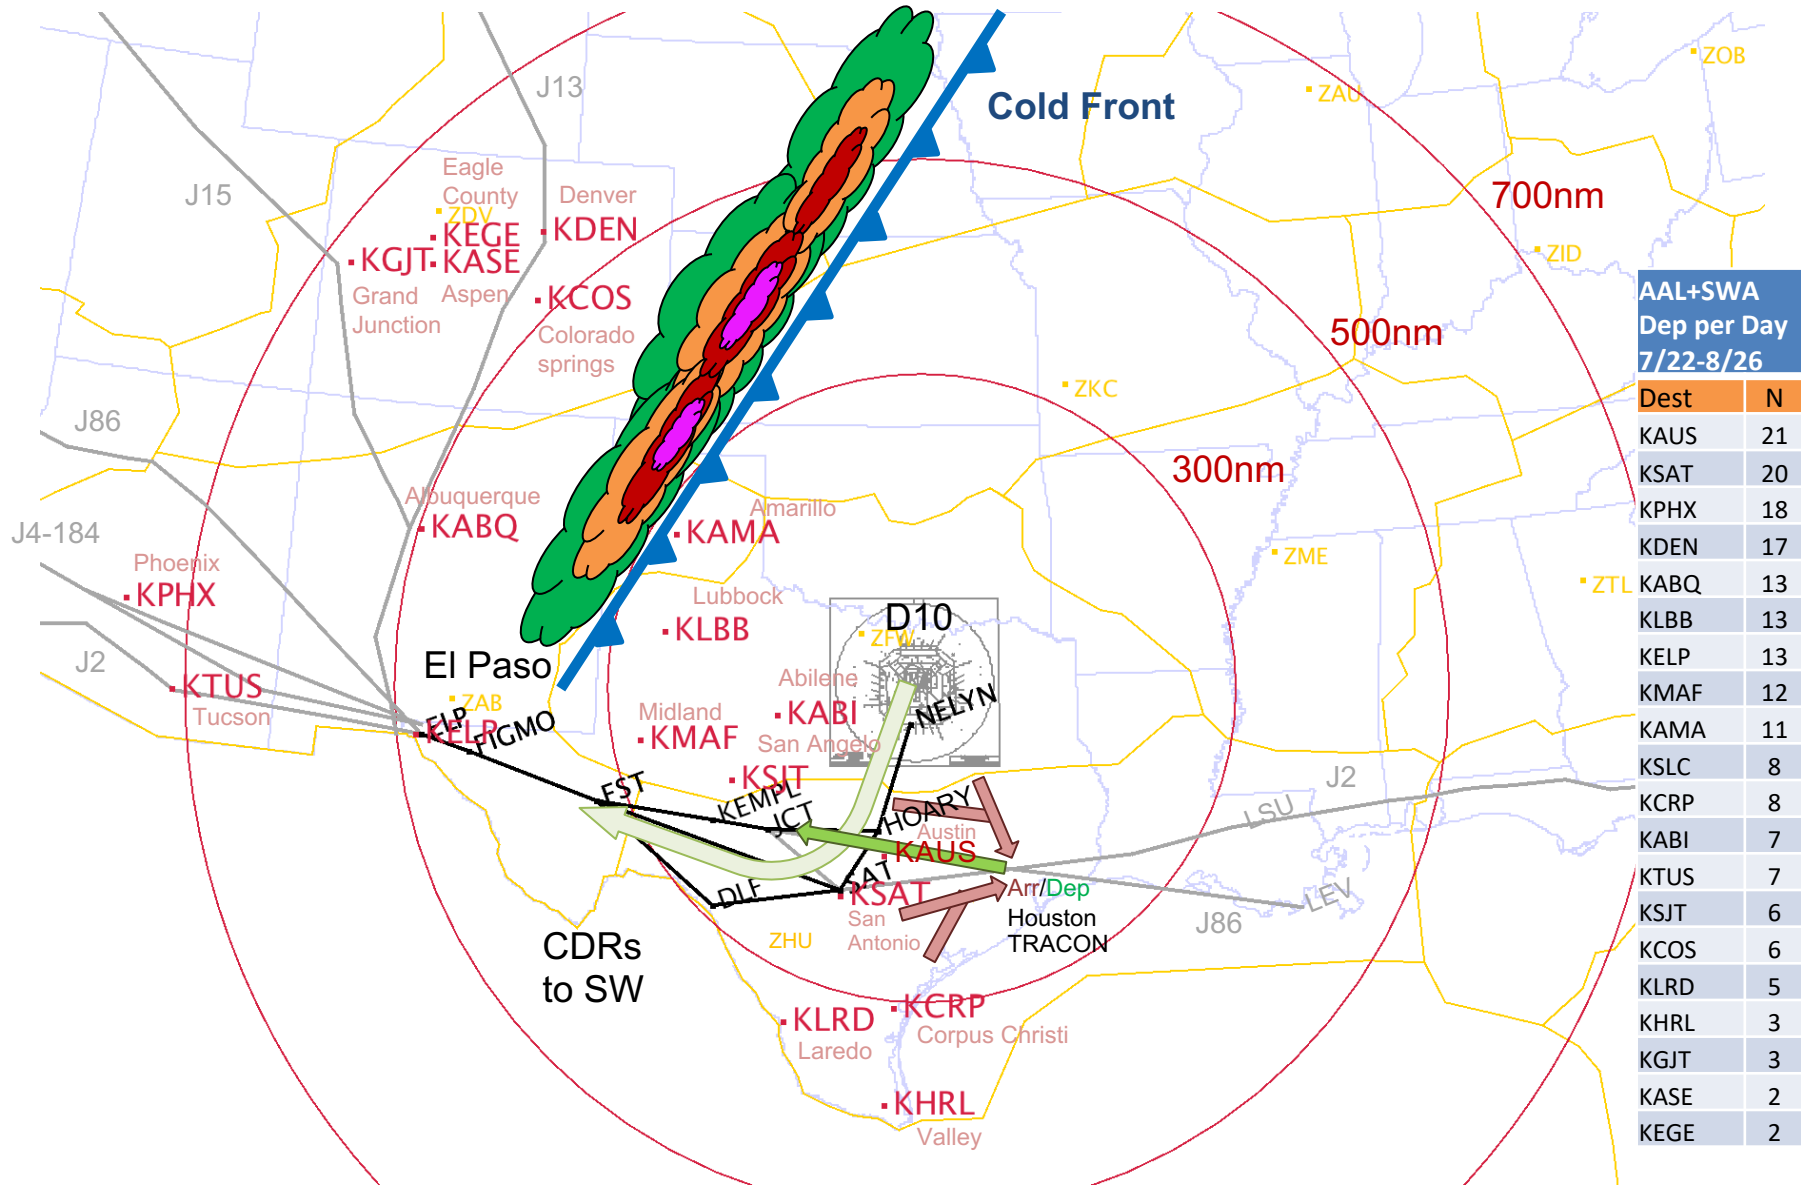 ZOB
J13
ZAU
Cold Front
Eagle
County
Denver
J15
700nm
ZDV
KEGE
KDEN
KGJT
KASE
ZID
Grand
Junction
Aspen
KCOS
Colorado
springs
500nm
ZKC
J86
300nm
Albuquerque
KABQ
Amarillo
KAMA
J4-184
Phoenix
KPHX
ZME
ZTL
Lubbock
KLBB
D10
ZFW
J2
El Paso
KTUS
Tucson
ZAB
Abilene
KABI
Midland
KMAF
San Angelo
KSJT
NELYN
ELP
KELP
FIGMO
FST
KEMPL
JCT
HOARY
Austin
KAUS
J2
LSU
SAT
KSAT
San
Antonio
DLF
Arr/Dep
Houston
TRACON
LEV
J86
ZHU
CDRs
to SW
KLRD
Laredo
KCRP
Corpus Christi
KHRL
Valley
AAL+SWA
Dep per Day
7/22-8/26
Dest N
KAUS 21
KSAT 20
KPHX 18
KDEN 17
KABQ 13
KLBB 13
KELP 13
KMAF 12
KAMA 11
KSLC 8
KCRP 8
KABI 7
KTUS 7
KSJT 6
KCOS 6
KLRD 5
KHRL 3
KGJT 3
KASE 2
KEGE 2